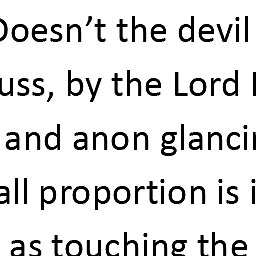 Doesn’t the devil
uss, by the Lord
and anon glancin
all proportion is i
as touching the